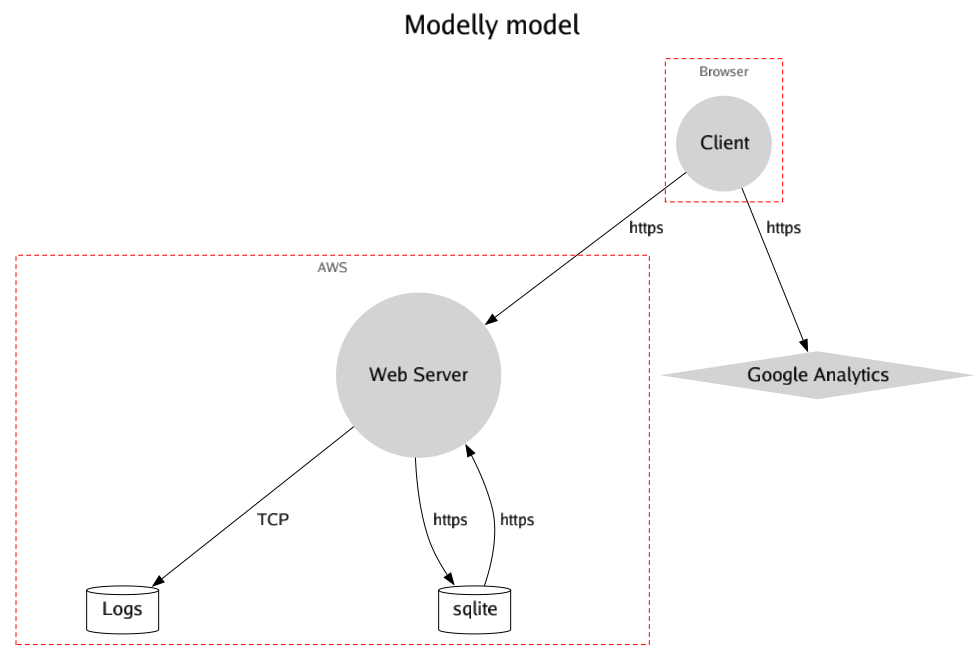 Modelly model
Browser
Client
https
https
AWS
Web Server
Google Analytics
TCP
https
https
Logs
sqlite